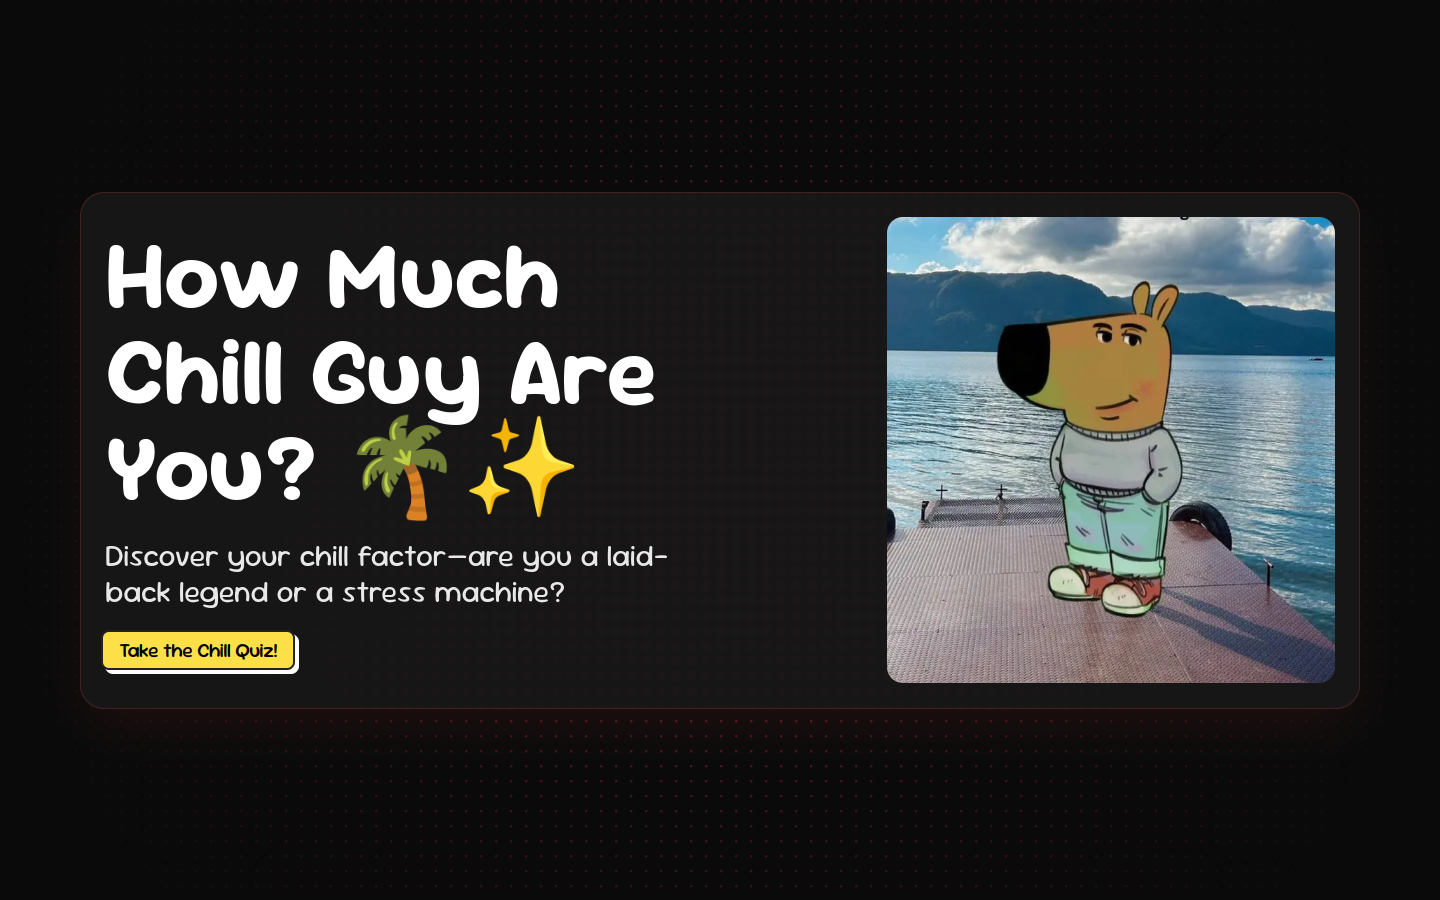 How Much
Chill Guy Are
You? 🌴✨
Discover your chill factor—are you a laid-
back legend or a stress machine?
Take the Chill Quiz!